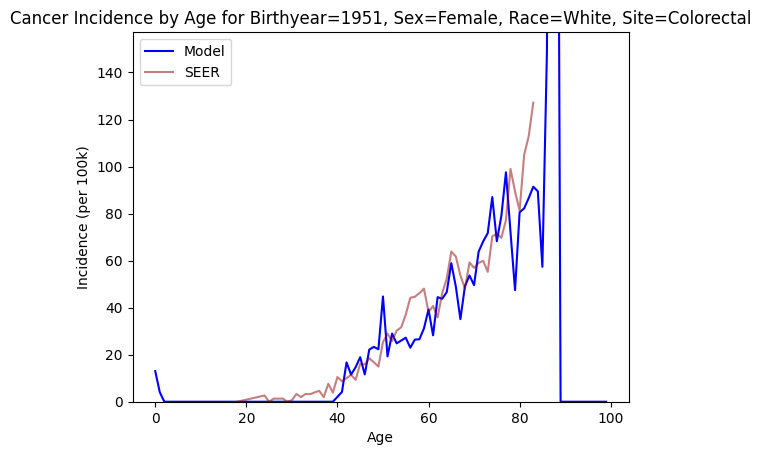 Cancer Incidence by Age for Birthyear=1951, Sex=Female, Race=White, Site=Colorectal
Model
SEER
140
120
100
80
60
40
20
0
Incidence (per 100k)
0 20 40 60 80 100
Age